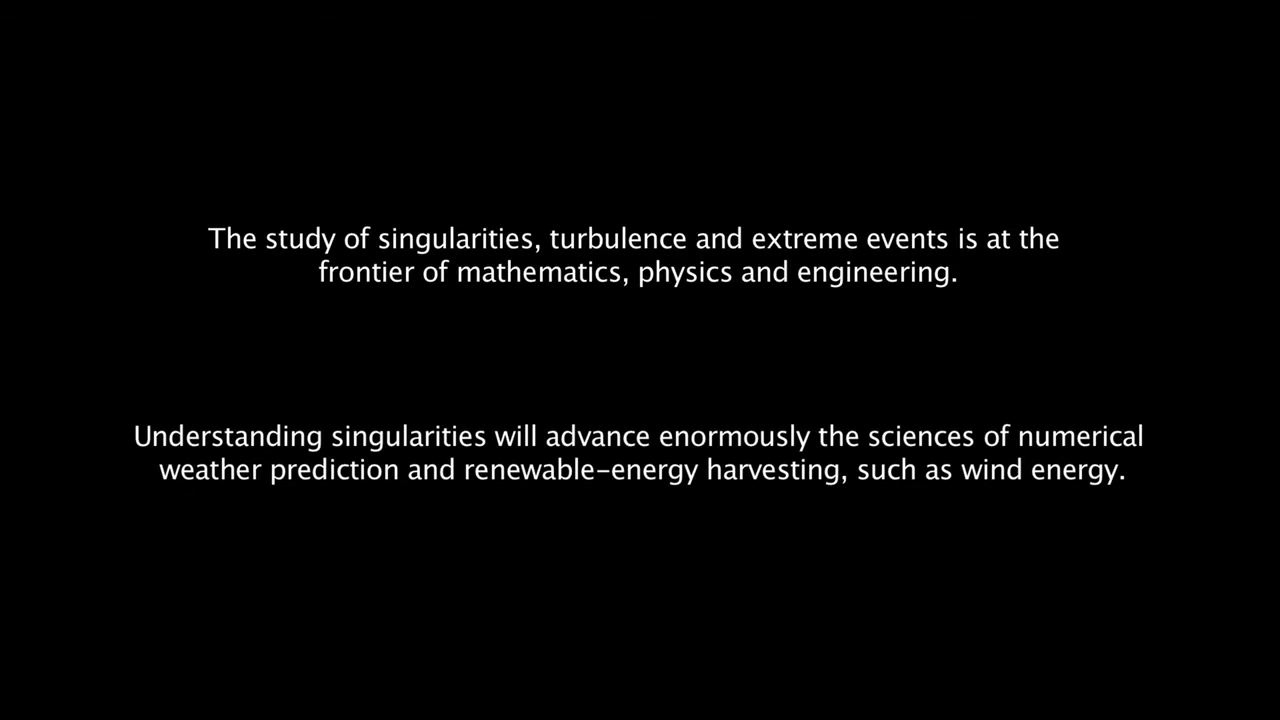 The study of singularities, turbulence and extreme events is at the
frontier of mathematics, physics and engineering.
Understanding singularities will advance enormously the sciences of numerical
weather prediction and renewable-energy harvesting, such as wind energy.